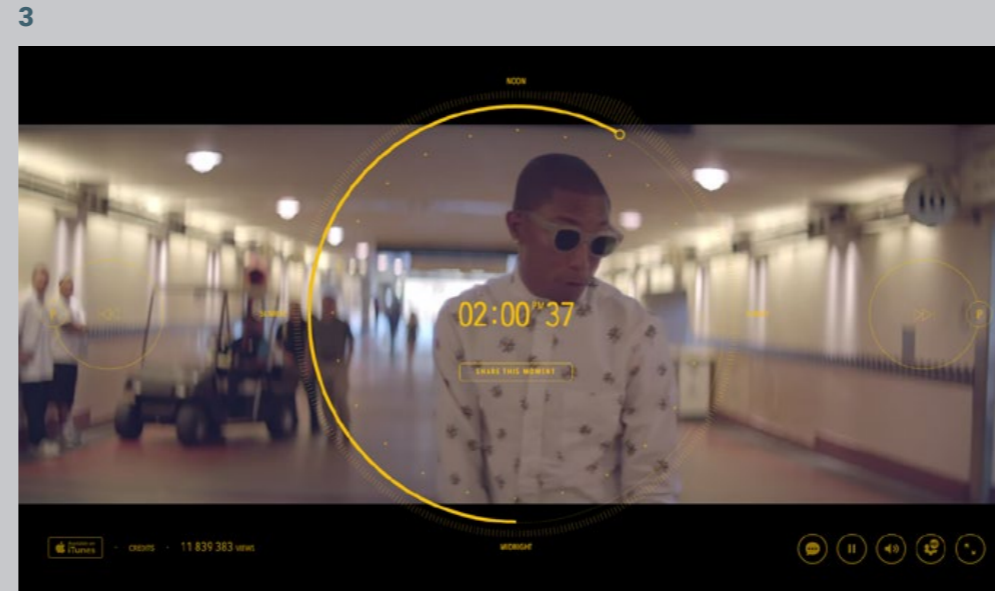 3
NOON
02:00 PM 37
SHARE THIS MOMENT
P
iTunes · CREDITS · 11 839 383 VIEWS
MIDNIGHT